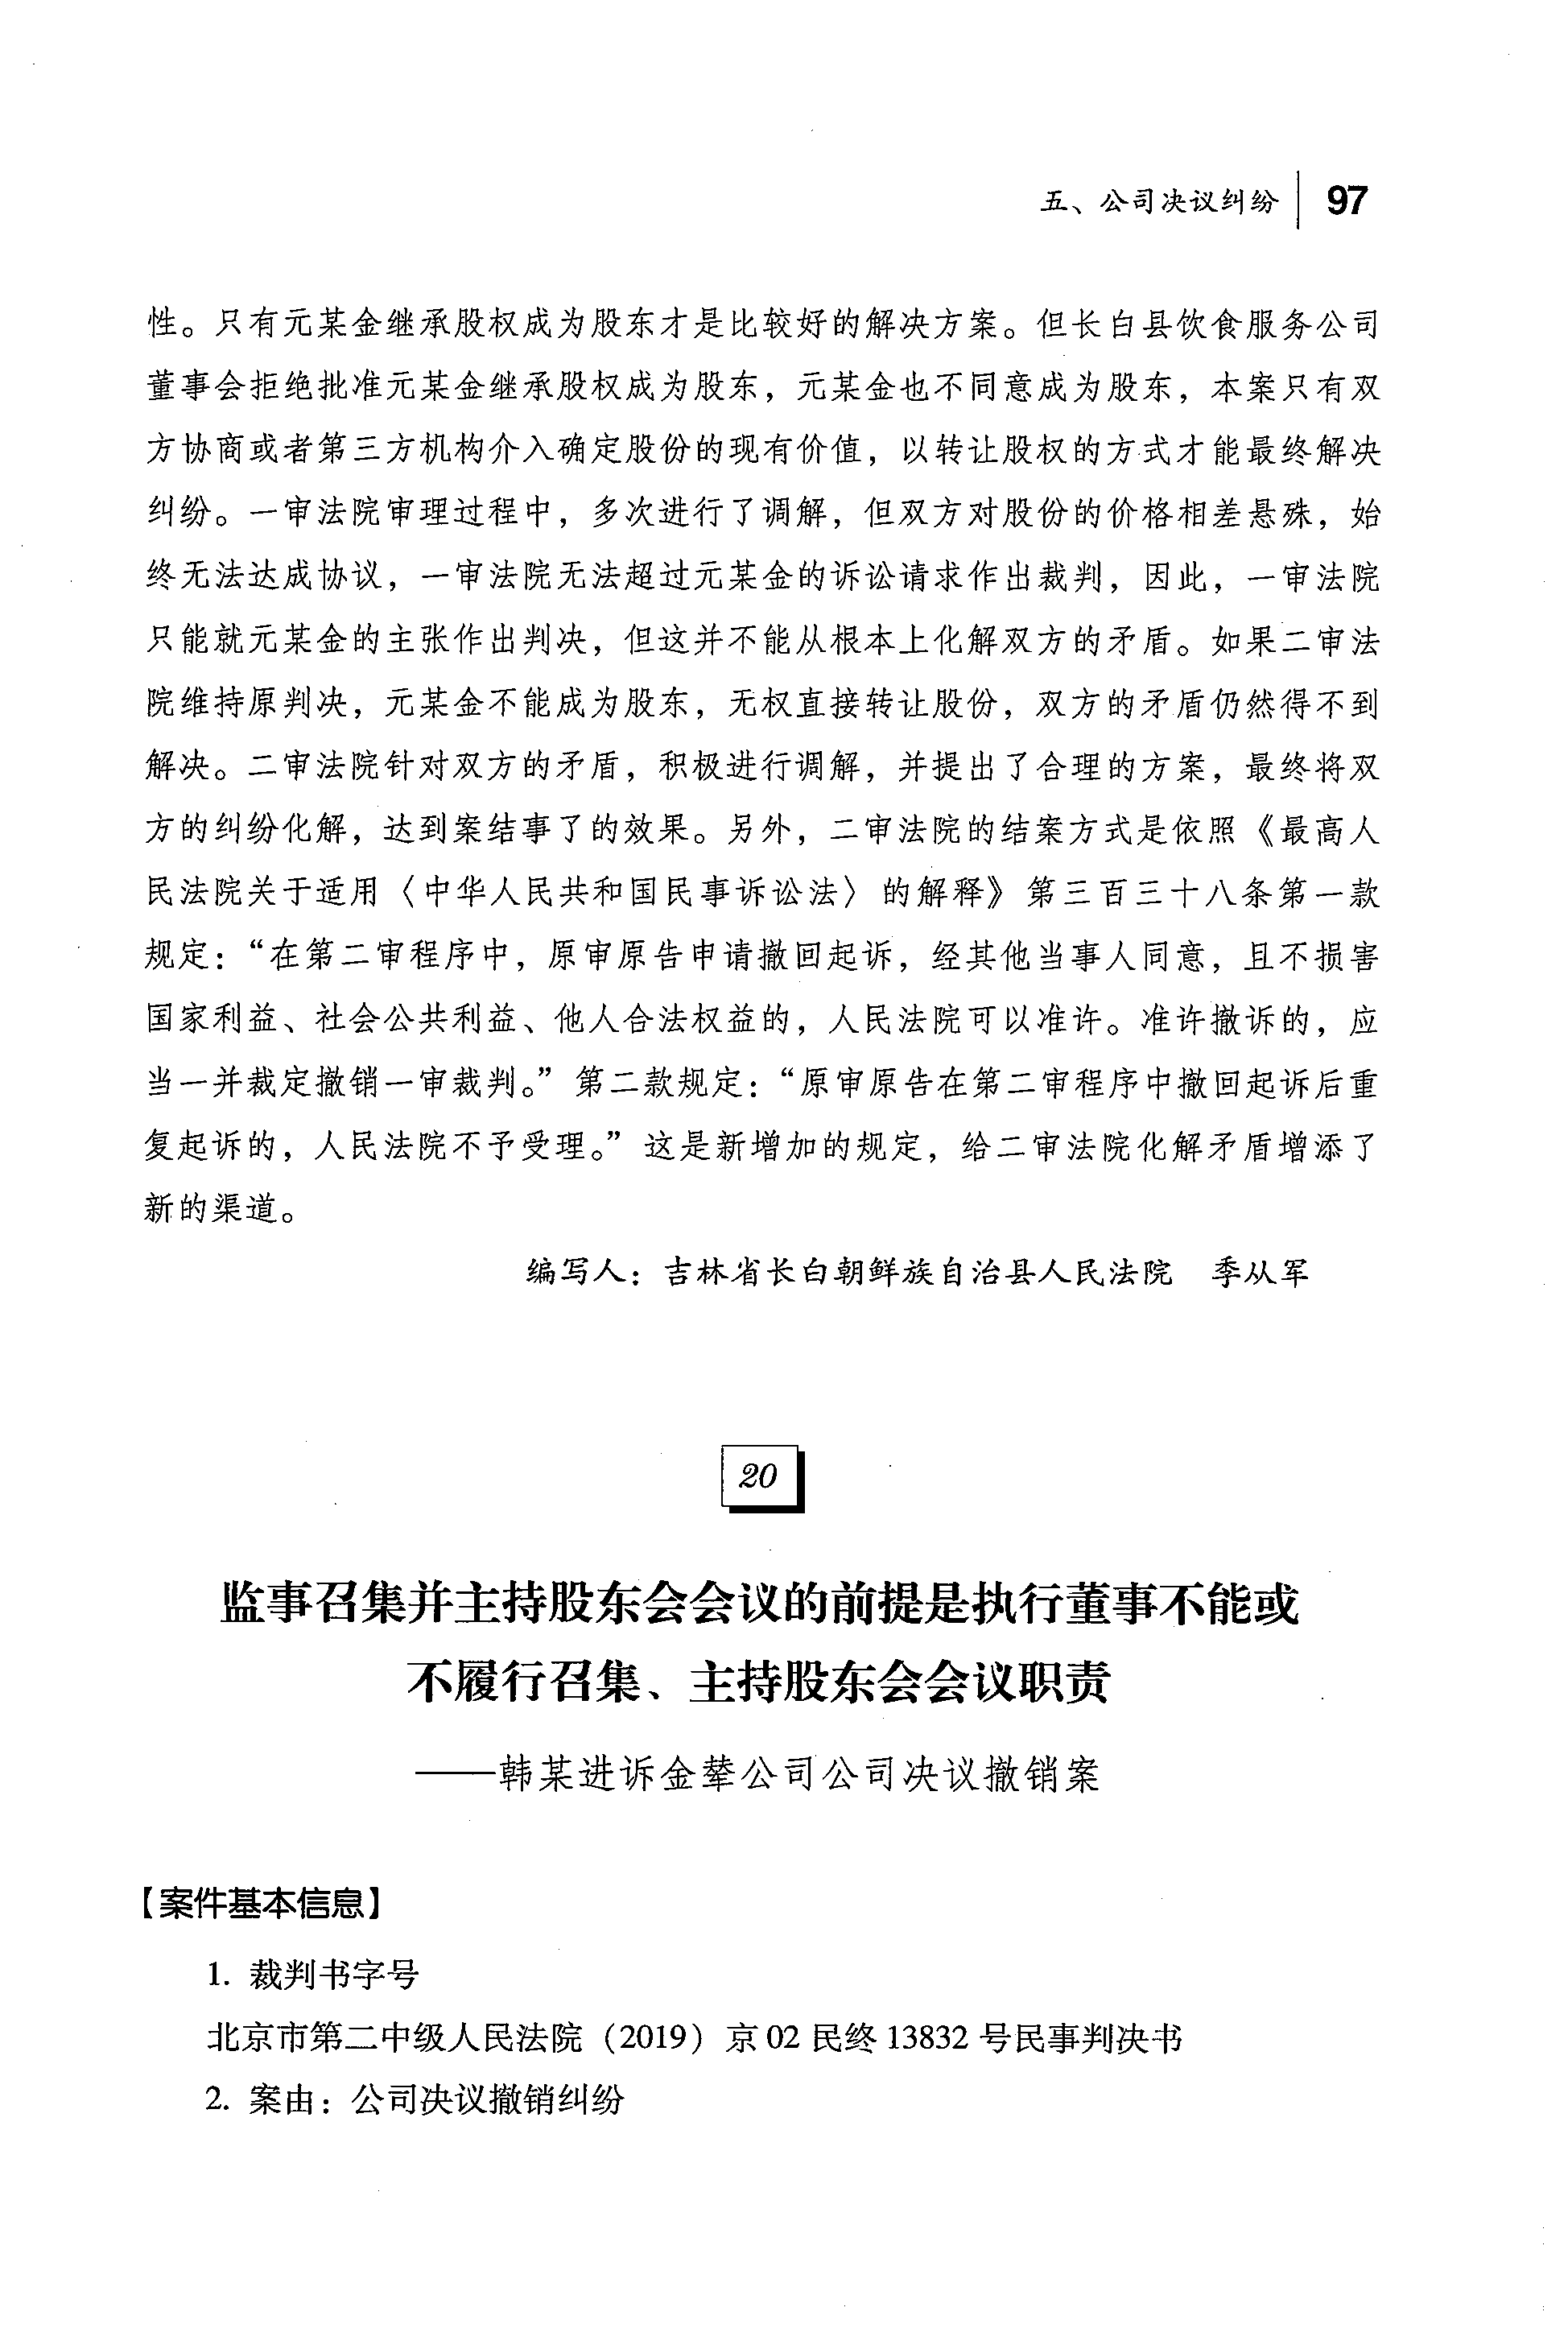 五、公司决议纠纷 97
性。只有元某金继承股权成为股东才是比较好的解决方案。但长白县饮食服务公司
董事会拒绝批准元某金继承股权成为股东，元某金也不同意成为股东，本案只有双
方协商或者第三方机构介入确定股份的现有价值，以转让股权的方式才能最终解决
纠纷。一审法院审理过程中，多次进行了调解，但双方对股份的价格相差悬殊，始
终无法达成协议，一审法院无法超过元某金的诉讼请求作出裁判，因此，一审法院
只能就元某金的主张作出判决，但这并不能从根本上化解双方的矛盾。如果二审法
院维持原判决，元某金不能成为股东，无权直接转让股份，双方的矛盾仍然得不到
解决。二审法院针对双方的矛盾，积极进行调解，并提出了合理的方案，最终将双
方的纠纷化解，达到案结事了的效果。另外，二审法院的结案方式是依照《最高人
民法院关于适用〈中华人民共和国民事诉讼法〉的解释》第三百三十八条第一款
规定：“在第二审程序中，原审原告申请撤回起诉，经其他当事人同意，且不损害
国家利益、社会公共利益、他人合法权益的，人民法院可以准许。准许撤诉的，应
当一并裁定撤销一审裁判。”第二款规定：“原审原告在第二审程序中撤回起诉后重
复起诉的，人民法院不予受理。”这是新增加的规定，给二审法院化解矛盾增添了
新的渠道。
编写人：吉林省长白朝鲜族自治县人民法院 季从军
20
监事召集并主持股东会会议的前提是执行董事不能或
不履行召集、主持股东会会议职责
——韩某进诉金辇公司公司决议撤销案
【案件基本信息】
1. 裁判书字号
北京市第二中级人民法院（2019）京 02 民终 13832 号民事判决书
2. 案由：公司决议撤销纠纷